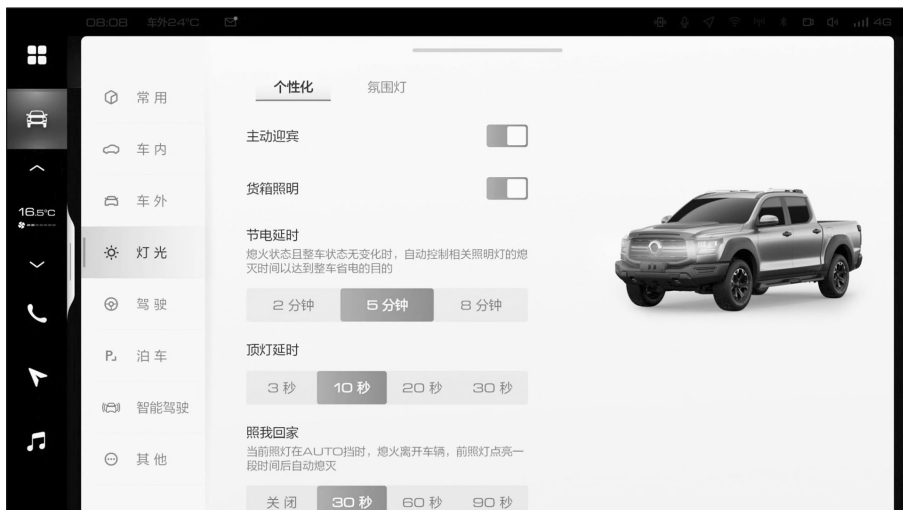 08:08 车外24°C
4G
16.5°C
常用
车内
车外
灯光
驾驶
P 泊车
智能驾驶
其他
个性化 氛围灯
主动迎宾
货箱照明
节电延时
熄火状态且整车状态无变化时，自动控制相关照明灯的熄
灭时间以达到整车省电的目的
2 分钟 5 分钟 8 分钟
顶灯延时
3 秒 10 秒 20 秒 30 秒
照我回家
当前照灯在AUTO挡时，熄火离开车辆，前照灯点亮一
段时间后自动熄灭
关闭 30 秒 60 秒 90 秒